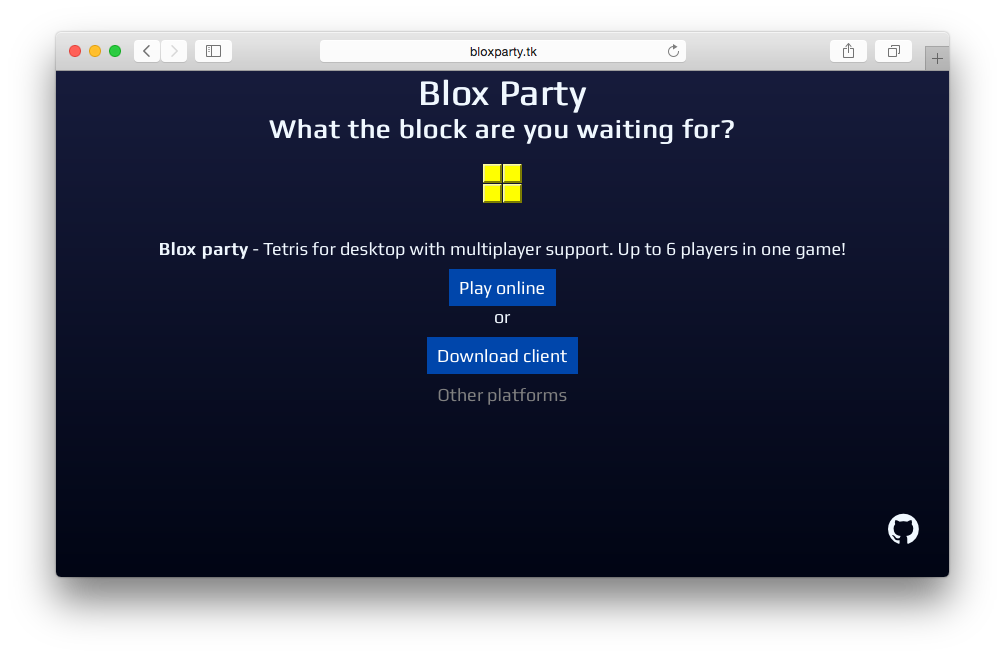 bloxparty.tk
Blox Party
What the block are you waiting for?
Blox party - Tetris for desktop with multiplayer support. Up to 6 players in one game!
Play online
or
Download client
Other platforms